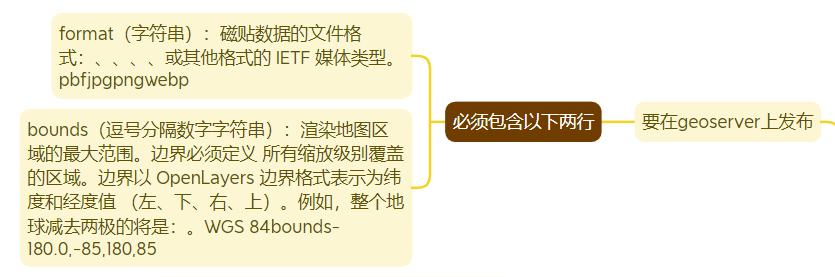 format（字符串）：磁贴数据的文件格
式：、、、、或其他格式的 IETF 媒体类型。
pbfjpgpngwebp
bounds（逗号分隔数字字符串）：渲染地图区
域的最大范围。边界必须定义 所有缩放级别覆盖
的区域。边界以 OpenLayers 边界格式表示为纬
度和经度值 （左、下、右、上）。例如，整个地
球减去两极的将是：。WGS 84bounds-
180.0,-85,180,85
必须包含以下两行
要在geoserver上发布